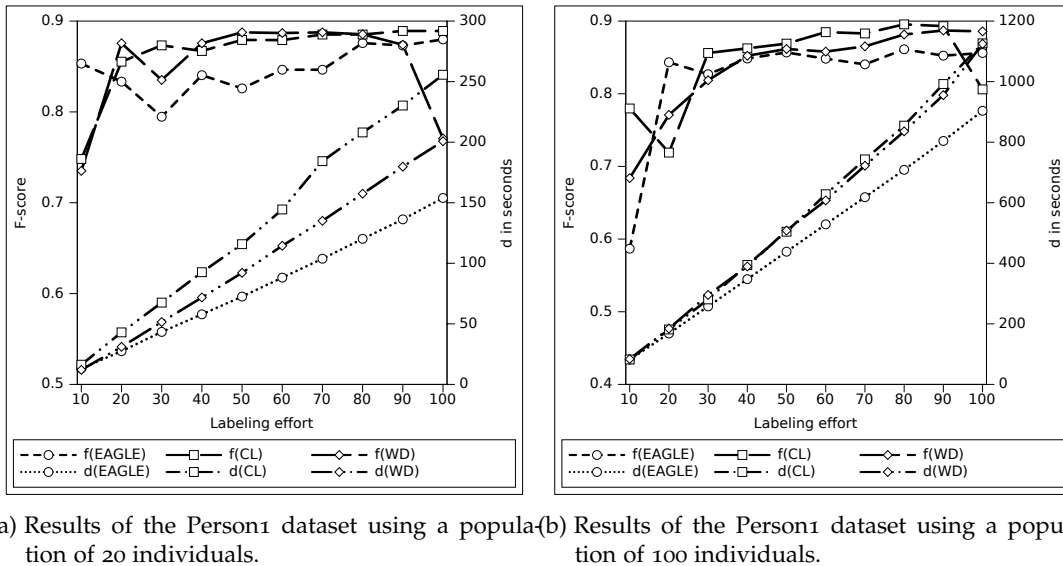 0.9
0.8
0.7
0.6
0.5
F-score
300
250
200
150
100
50
0
d in seconds
10 20 30 40 50 60 70 80 90 100
Labeling effort
f(EAGLE) f(CL) f(WD)
d(EAGLE) d(CL) d(WD)
a) Results of the Person1 dataset using a popula-
tion of 20 individuals.
0.9
0.8
0.7
0.6
0.5
0.4
F-score
1200
1000
800
600
400
200
0
d in seconds
10 20 30 40 50 60 70 80 90 100
Labeling effort
f(EAGLE) f(CL) f(WD)
d(EAGLE) d(CL) d(WD)
(b) Results of the Person1 dataset using a popu
tion of 100 individuals.